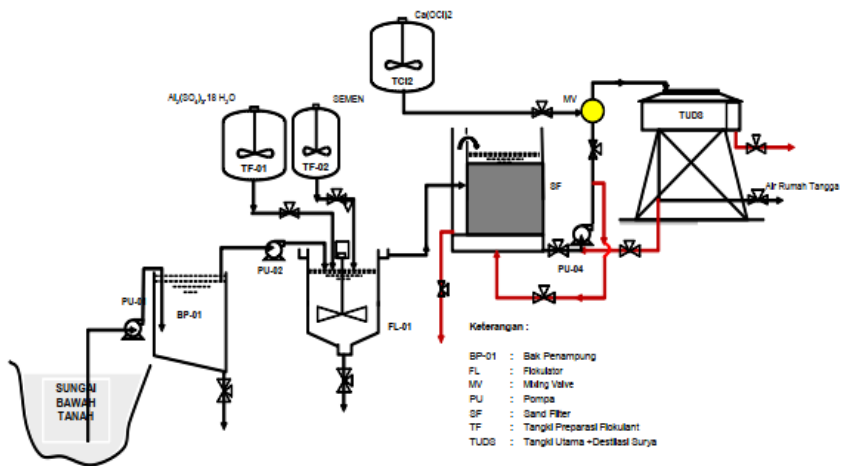 Ca(OCl)2
TCl2
MV
TUDS
Al₂(SO₄)₃.18 H₂O
SEMEN
TF-01
TF-02
SF
Air Rumah Tangga
PU-02
PU-04
PU-01
BP-01
FL-01
SUNGAI
BAWAH
TANAH
Keterangan :
BP-01 : Bak Penampung
FL : Flokulator
MV : Mixing Valve
PU : Pompa
SF : Sand Filter
TF : Tangki Preparasi Flokulant
TUDS : Tangki Utama +Destilasi Surya